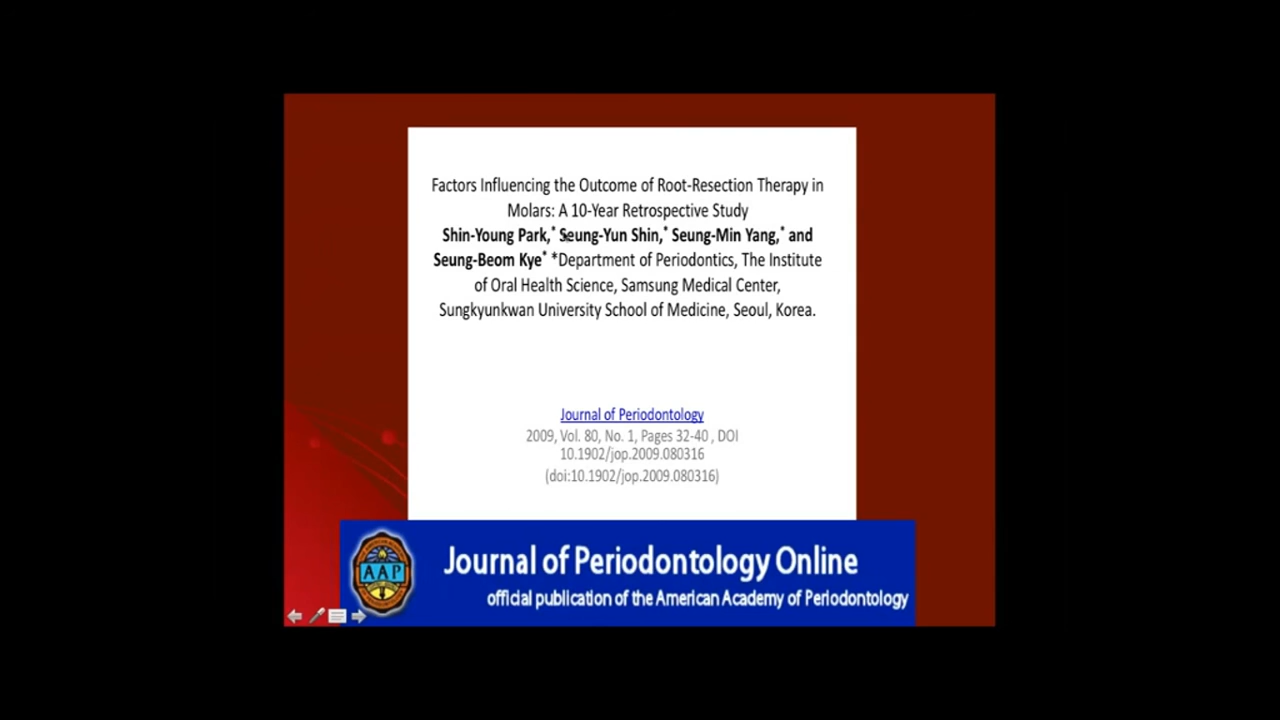 Factors Influencing the Outcome of Root-Resection Therapy in
Molars: A 10-Year Retrospective Study
Shin-Young Park,* Seung-Yun Shin,* Seung-Min Yang,* and
Seung-Beom Kye* *Department of Periodontics, The Institute
of Oral Health Science, Samsung Medical Center,
Sungkyunkwan University School of Medicine, Seoul, Korea.
Journal of Periodontology
2009, Vol. 80, No. 1, Pages 32-40 , DOI
10.1902/jop.2009.080316
(doi:10.1902/jop.2009.080316)
AAP
Journal of Periodontology Online
official publication of the American Academy of Periodontology